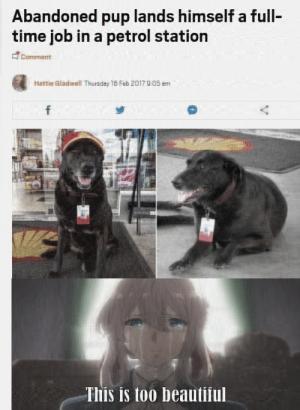 Abandoned pup lands himself a full-
time job in a petrol station
Comment
Hattie Gladwell Thursday 16 Feb 2017 9:05 am
This is too beautiful